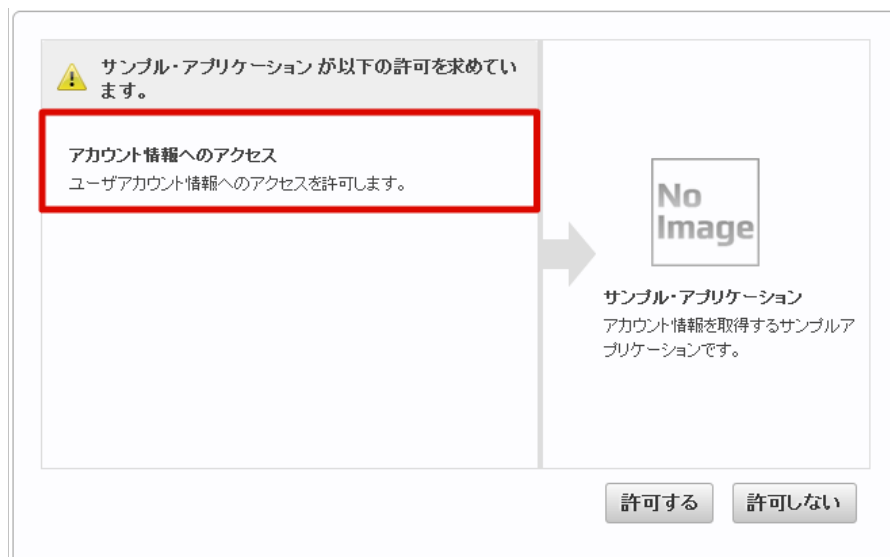 サンプル・アプリケーション が以下の許可を求めてい
ます。
アカウント情報へのアクセス
ユーザアカウント情報へのアクセスを許可します。
No
Image
サンプル・アプリケーション
アカウント情報を取得するサンプルア
プリケーションです。
許可する
許可しない